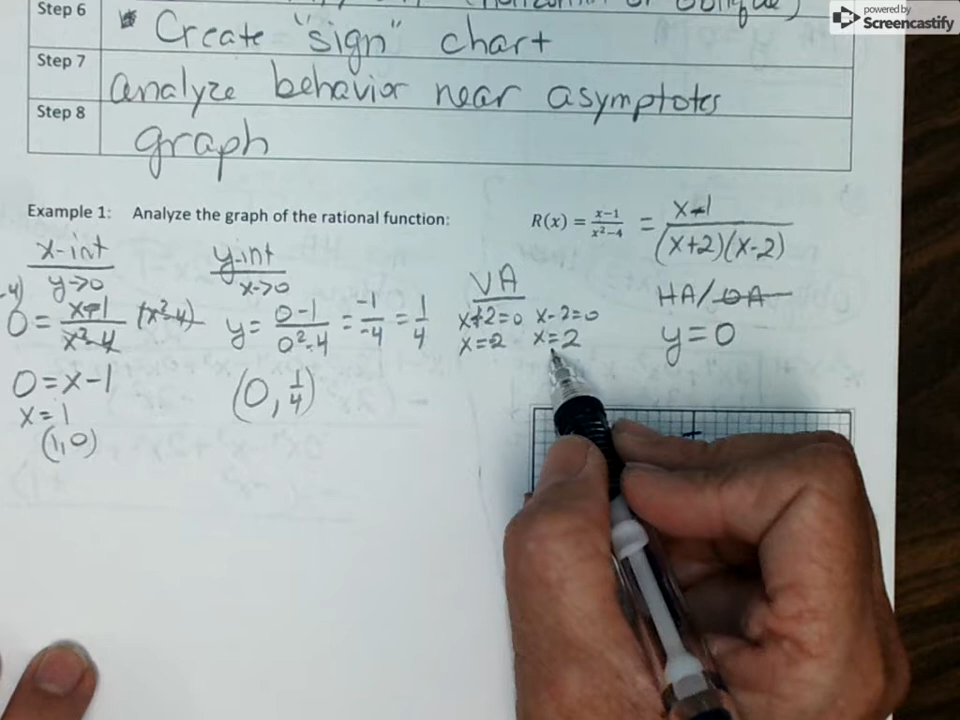 powered by
Screencastify
Step 6
Create "sign" chart
Step 7
analyze behavior near asymptotes
Step 8
graph
Example 1: Analyze the graph of the rational function:
R(x) = x-1/x²-4 = x-1/(x+2)(x-2)
x-int
y→0
0 = x-1/x²-4 (x²-4)
0 = x-1
x = 1
(1,0)
y-int
x→0
y = 0-1/0²-4 = -1/-4 = 1/4
(0, 1/4)
VA
x+2=0 x-2=0
x=-2 x=2
HA/OA
y=0